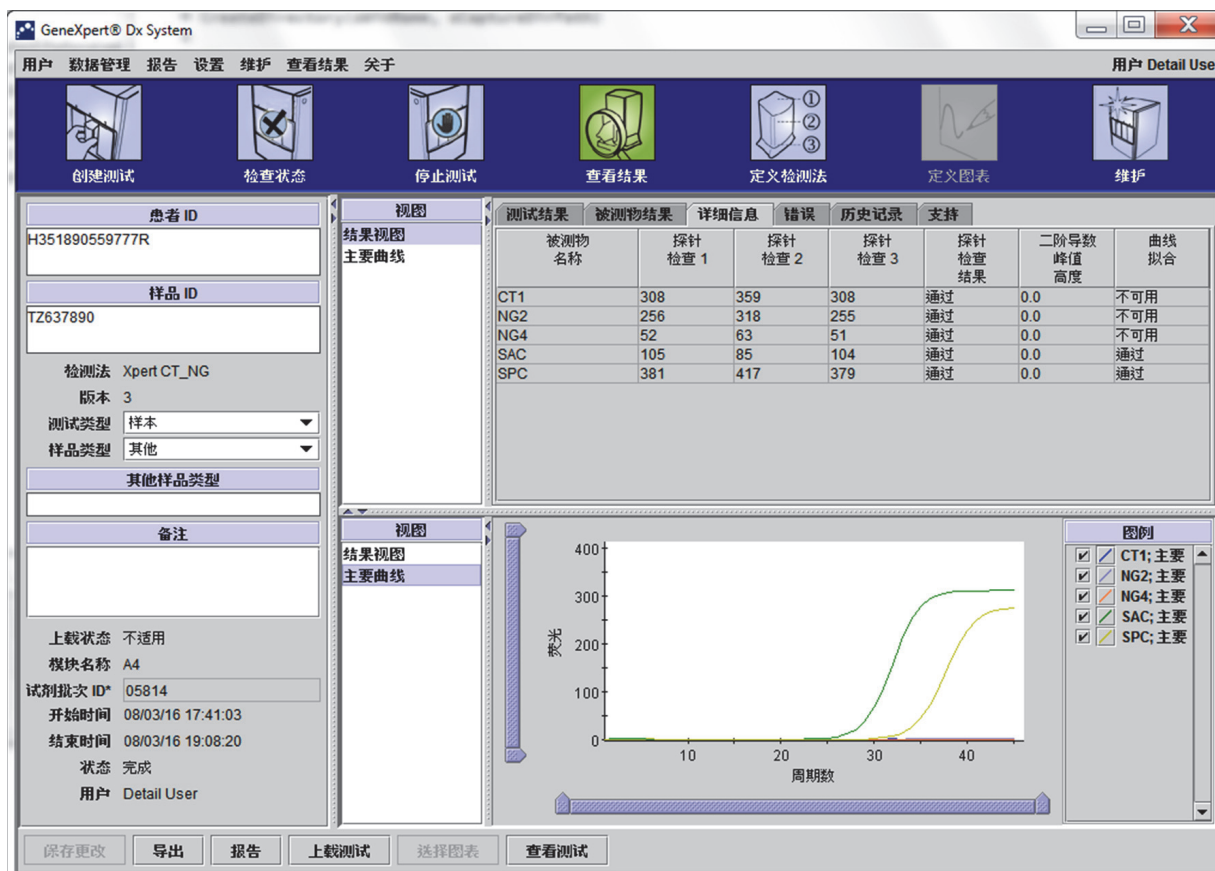 GeneXpert® Dx System
用户 数据管理 报告 设置 维护 查看结果 关于
用户 Detail Use
创建测试 检查状态 停止测试 查看结果 定义检测法 定义图表 维护
①
②
③
患者 ID
H351890559777R
样品 ID
TZ637890
检测法 Xpert CT_NG
版本 3
测试类型 样本
样品类型 其他
其他样品类型
备注
上载状态 不适用
模块名称 A4
试剂批次 ID* 05814
开始时间 08/03/16 17:41:03
结束时间 08/03/16 19:08:20
状态 完成
用户 Detail User
视图
结果视图
主要曲线
测试结果 被测物结果 详细信息 错误 历史记录 支持
被测物 探针 探针 探针 探针 二阶导数 曲线
名称 检查 1 检查 2 检查 3 检查 峰值 拟合
结果 高度
CT1 308 359 308 通过 0.0 不可用
NG2 256 318 255 通过 0.0 不可用
NG4 52 63 51 通过 0.0 不可用
SAC 105 85 104 通过 0.0 通过
SPC 381 417 379 通过 0.0 通过
视图
结果视图
主要曲线
荧光
400
300
200
100
0
10 20 30 40
周期数
图例
CT1; 主要
NG2; 主要
NG4; 主要
SAC; 主要
SPC; 主要
保存更改 导出 报告 上载测试 选择图表 查看测试